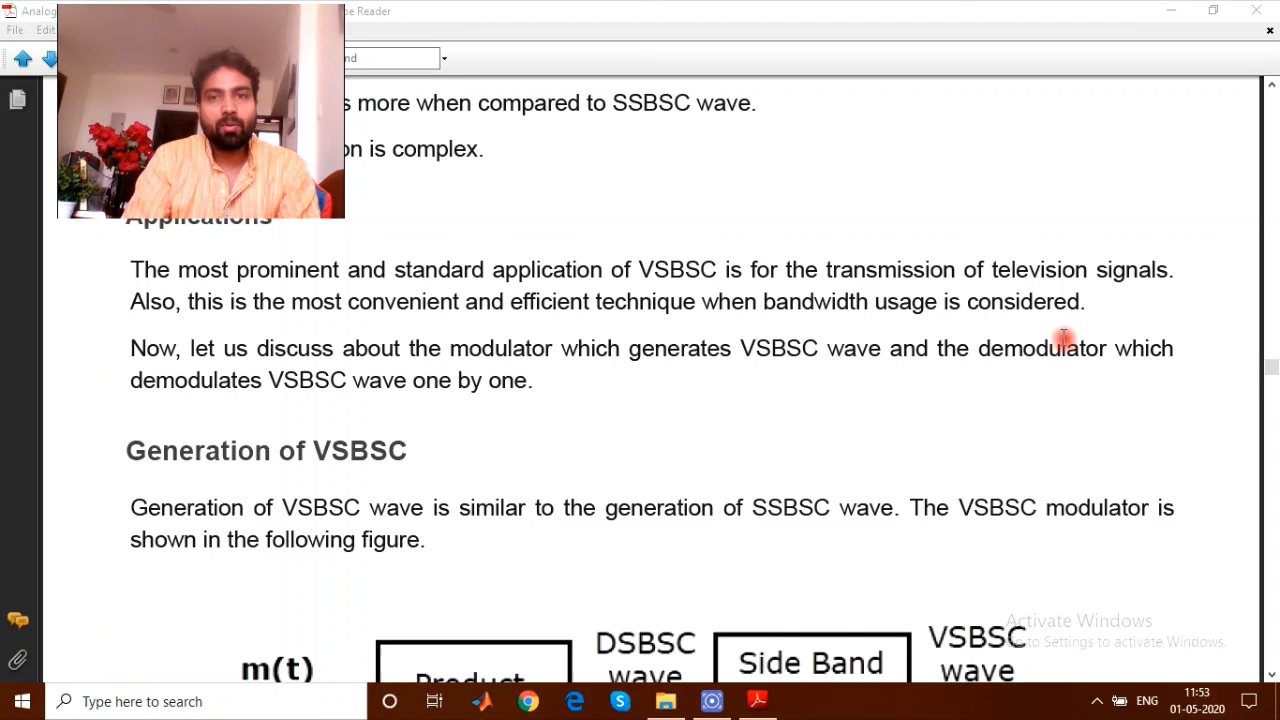 Analog
be Reader
File Edi
nd
s more when compared to SSBSC wave.
on is complex.
Applications
The most prominent and standard application of VSBSC is for the transmission of television signals.
Also, this is the most convenient and efficient technique when bandwidth usage is considered.
Now, let us discuss about the modulator which generates VSBSC wave and the demodulator which
demodulates VSBSC wave one by one.
Generation of VSBSC
Generation of VSBSC wave is similar to the generation of SSBSC wave. The VSBSC modulator is
shown in the following figure.
Activate Windows
Go to Settings to activate Windows.
m(t)
Product
DSBSC
wave
Side Band
VSBSC
wave
Type here to search
ENG
11:53
01-05-2020